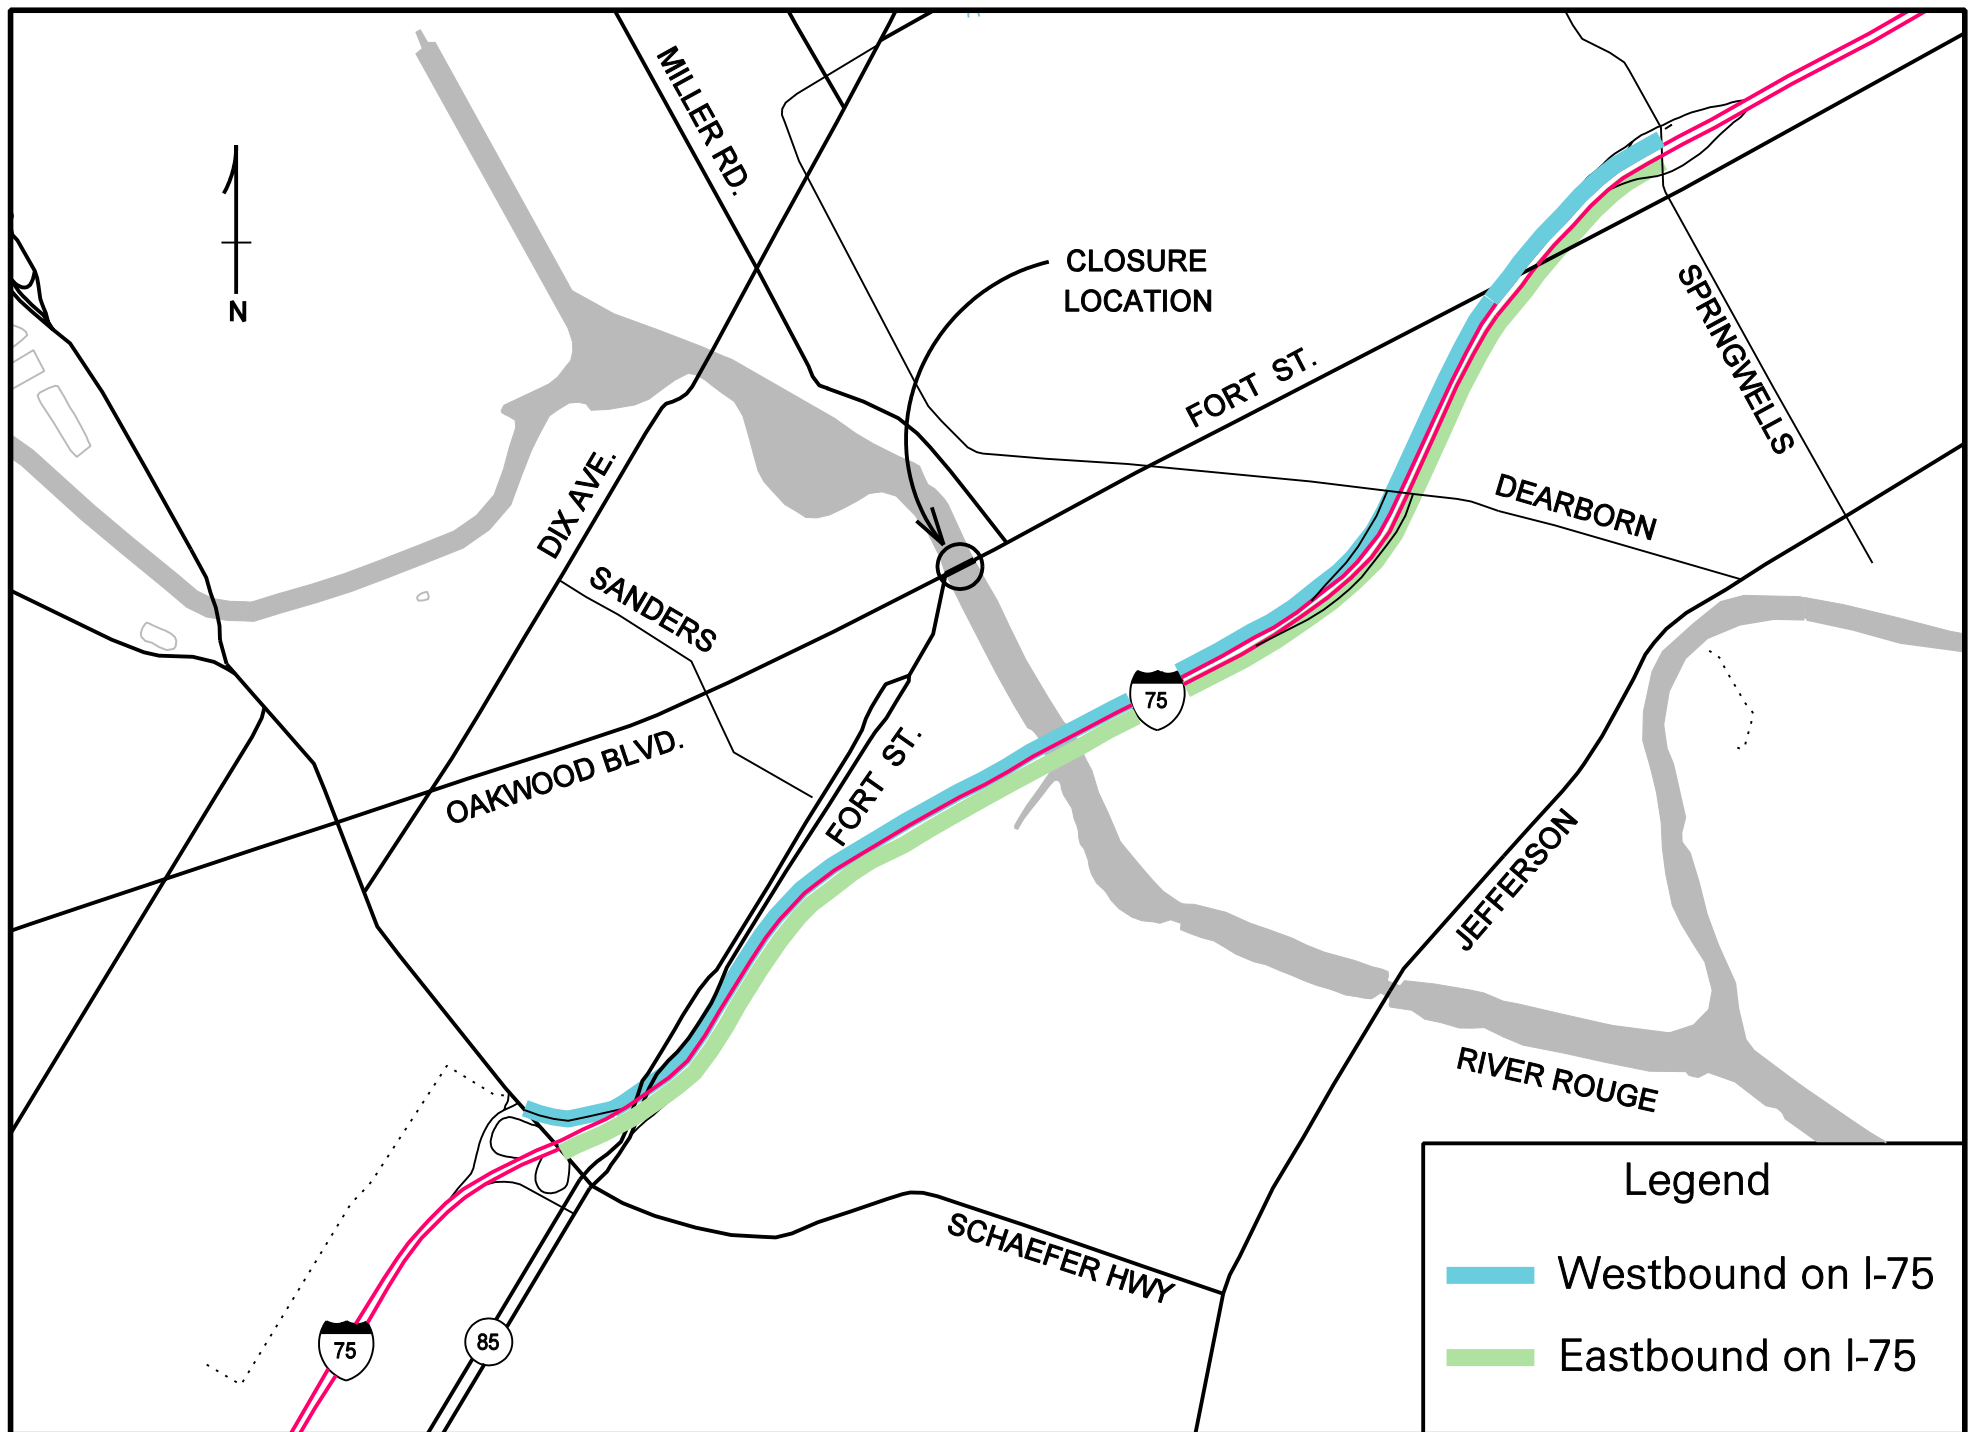 MILLER RD.
N
CLOSURE
LOCATION
SPRINGWELLS
FORT ST.
DIX AVE.
DEARBORN
SANDERS
75
OAKWOOD BLVD.
FORT ST.
JEFFERSON
RIVER ROUGE
SCHAEFER HWY
75
85
Legend
Westbound on I-75
Eastbound on I-75